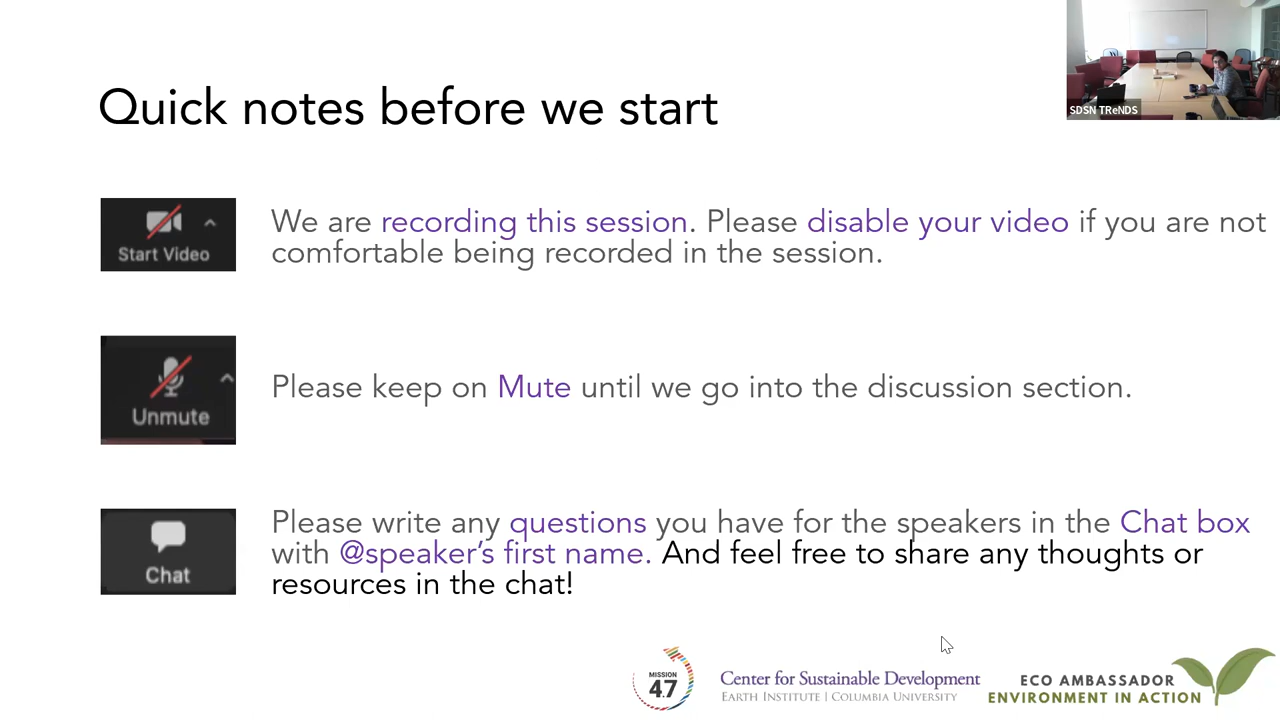 SDSN TReNDS
Quick notes before we start
Start Video
We are recording this session. Please disable your video if you are not
comfortable being recorded in the session.
Unmute
Please keep on Mute until we go into the discussion section.
Chat
Please write any questions you have for the speakers in the Chat box
with @speaker's first name. And feel free to share any thoughts or
resources in the chat!
MISSION
4.7
Center for Sustainable Development
EARTH INSTITUTE | COLUMBIA UNIVERSITY
ECO AMBASSADOR
ENVIRONMENT IN ACTION